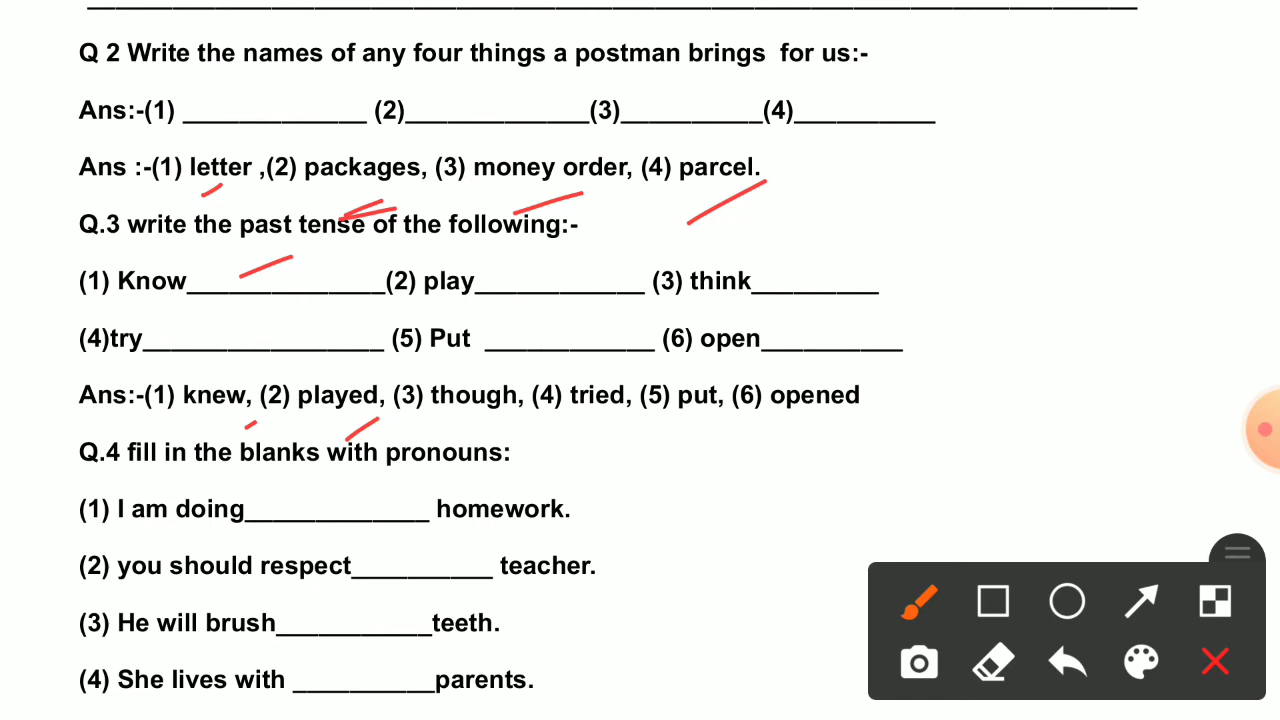 Q 2 Write the names of any four things a postman brings  for us:-
Ans:-(1) _____________ (2)_____________(3)__________(4)__________
Ans :-(1) letter ,(2) packages, (3) money order, (4) parcel.
Q.3 write the past tense of the following:-
(1) Know______________(2) play____________ (3) think_________
(4)try_________________ (5) Put  ____________ (6) open__________
Ans:-(1) knew, (2) played, (3) though, (4) tried, (5) put, (6) opened
Q.4 fill in the blanks with pronouns:
(1) I am doing_____________ homework.
(2) you should respect__________ teacher.
(3) He will brush___________teeth.
(4) She lives with __________parents.